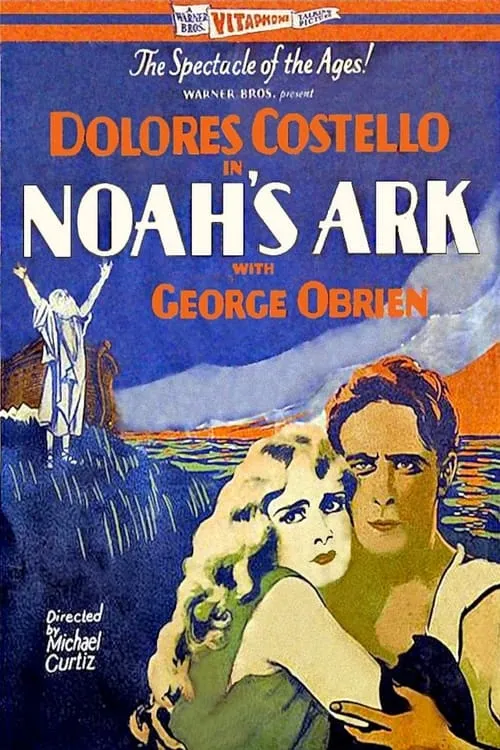 A
WARNER
BROS.
VITAPHONE
TALKING
PICTURE
The Spectacle of the Ages!
WARNER BROS. present
DOLORES COSTELLO
IN
NOAH'S ARK
WITH
GEORGE OBRIEN
Directed
by
Michael
Curtiz